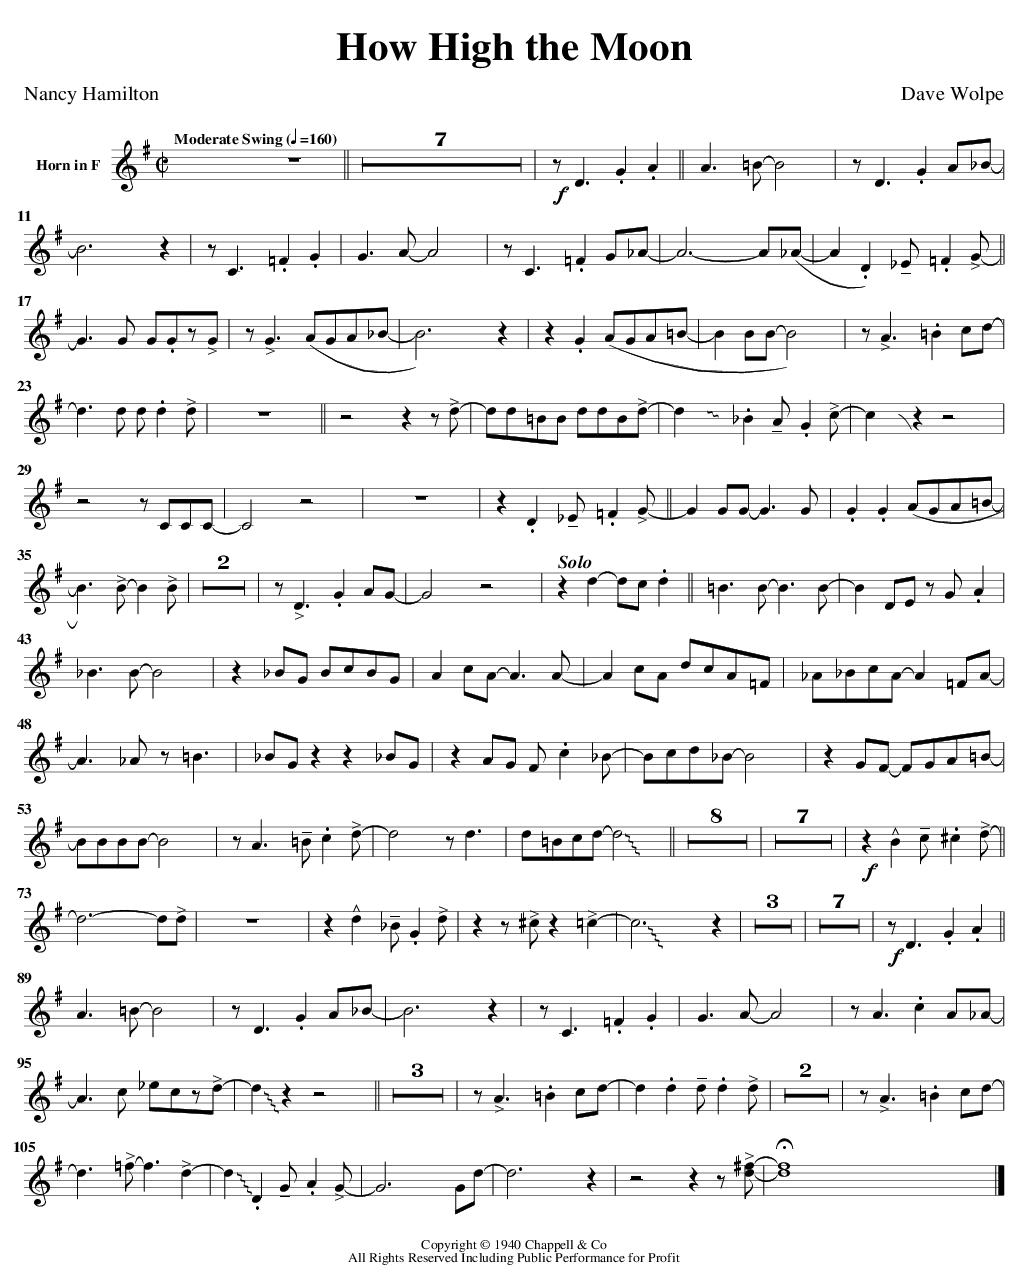 How High the Moon
Nancy Hamilton
Dave Wolpe
Moderate Swing (♩=160)
Horn in F
7
f
11
17
23
29
35
2
Solo
43
48
53
8
7
f
73
3
7
f
89
95
3
2
105
Copyright © 1940 Chappell & Co
All Rights Reserved Including Public Performance for Profit